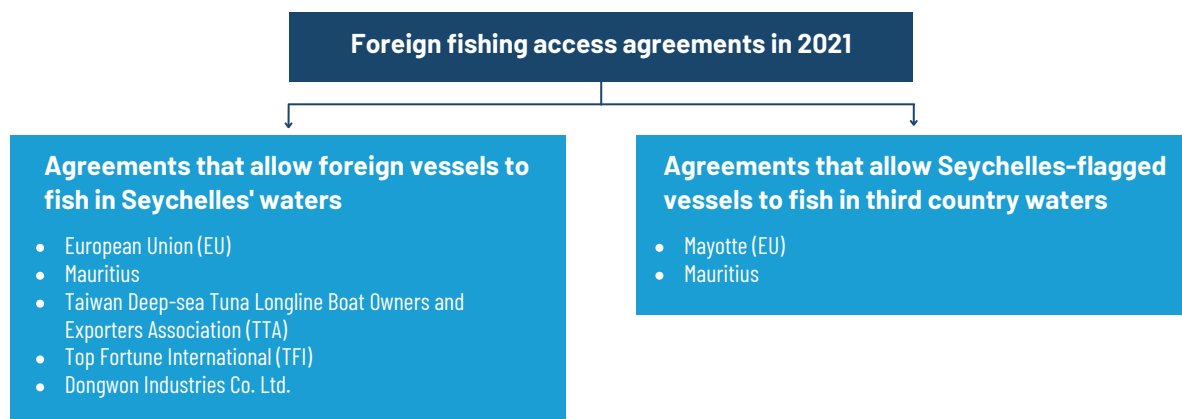 Foreign fishing access agreements in 2021
Agreements that allow foreign vessels to
fish in Seychelles' waters
• European Union (EU)
• Mauritius
• Taiwan Deep-sea Tuna Longline Boat Owners and
Exporters Association (TTA)
• Top Fortune International (TFI)
• Dongwon Industries Co. Ltd.
Agreements that allow Seychelles-flagged
vessels to fish in third country waters
• Mayotte (EU)
• Mauritius